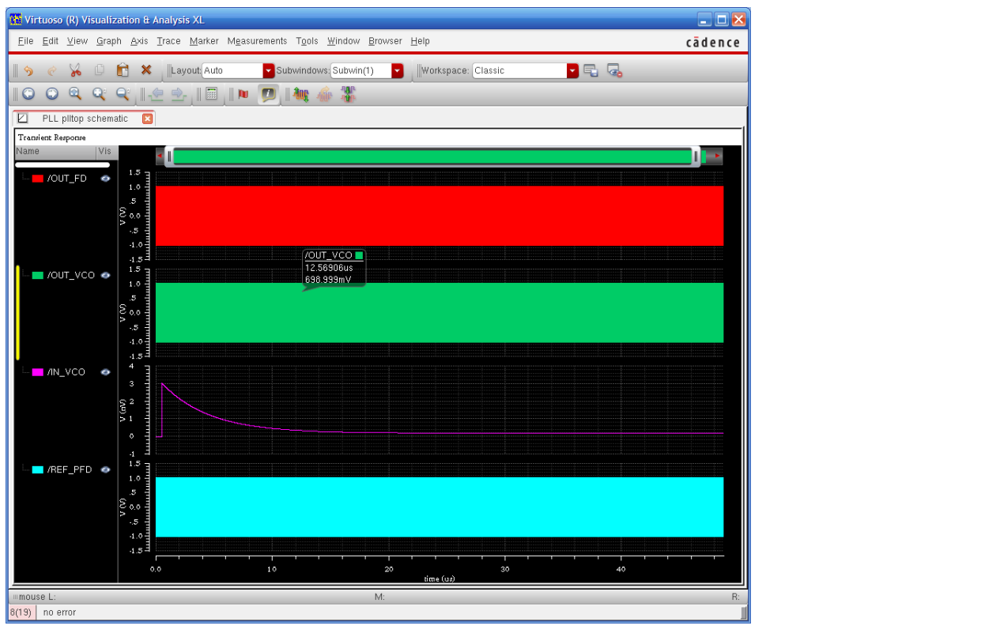 Virtuoso (R) Visualization & Analysis XL
File Edit View Graph Axis Trace Marker Measurements Tools Window Browser Help
cādence
Layout: Auto Subwindows: Subwin(1) Workspace: Classic
PLL plltop schematic
Transient Response
Name Vis
/OUT_FD
1.5
1.0
.5
0.0
-.5
-1.0
-1.5
V (V)
/OUT_VCO
12.56906us
698.999mV
/OUT_VCO
1.5
1.0
.5
0.0
-.5
-1.0
-1.5
V (V)
/IN_VCO
4
3
2
1
0
-1
V (mV)
/REF_PFD
1.5
1.0
.5
0.0
-.5
-1.0
-1.5
V (V)
0.0 10 20 30 40
time (us)
mouse L: M: R:
8(19) no error